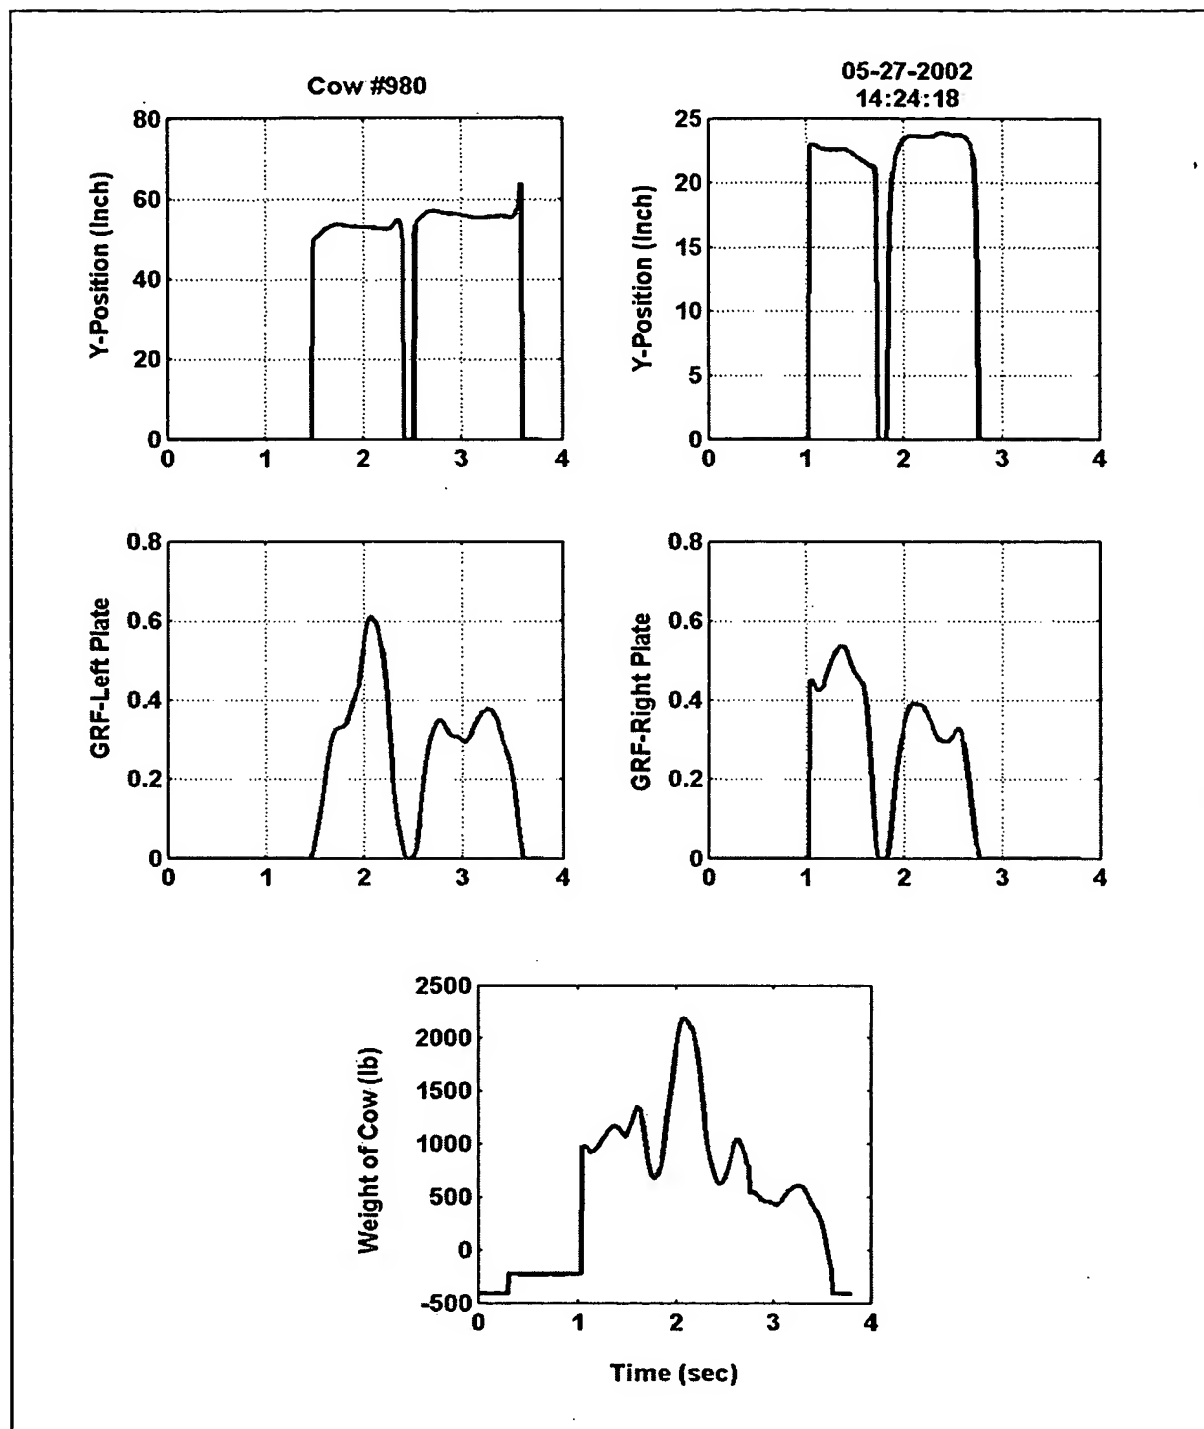 Cow #980
05-27-2002
14:24:18
80
60
40
20
0
Y-Position (Inch)
0 1 2 3 4
25
20
15
10
5
0
Y-Position (Inch)
0 1 2 3 4
0.8
0.6
0.4
0.2
0
GRF-Left Plate
0 1 2 3 4
0.8
0.6
0.4
0.2
0
GRF-Right Plate
0 1 2 3 4
2500
2000
1500
1000
500
0
-500
Weight of Cow (lb)
0 1 2 3 4
Time (sec)